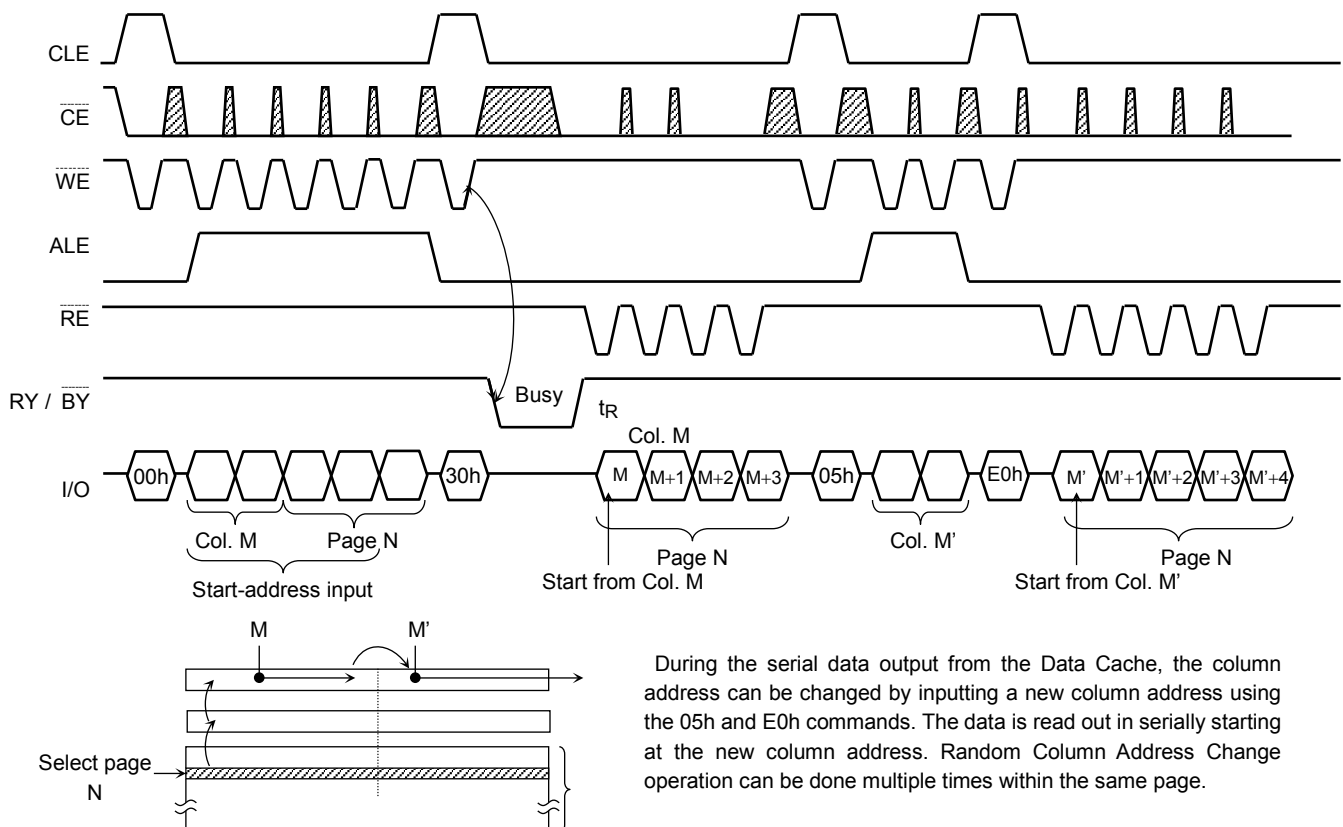 CLE
CE
WE
ALE
RE
RY / BY
Busy
tR
Col. M
I/O
00h
30h
M
M+1
M+2
M+3
05h
E0h
M'
M'+1
M'+2
M'+3
M'+4
Col. M
Page N
Col. M’
Page N
Page N
Start-address input
Start from Col. M
Start from Col. M’
M
M’
Select page
N
During the serial data output from the Data Cache, the column
address can be changed by inputting a new column address using
the 05h and E0h commands. The data is read out in serially starting
at the new column address. Random Column Address Change
operation can be done multiple times within the same page.